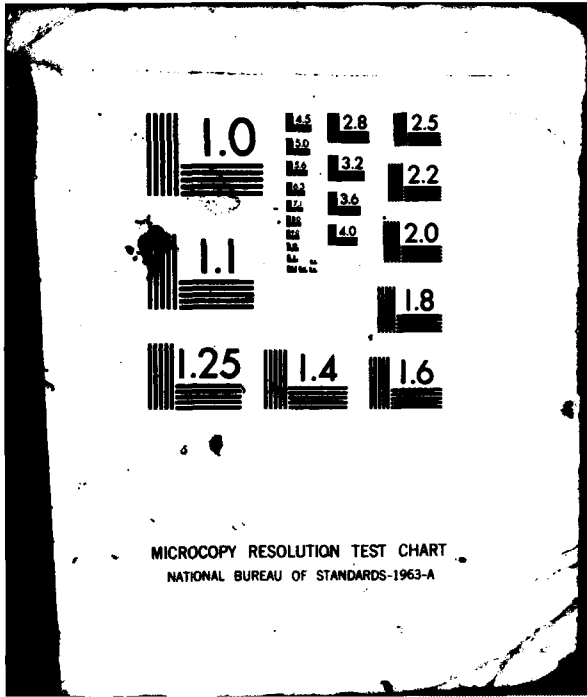 1.0
4.5 2.8 2.5
5.0
5.6 3.2 2.2
6.3
7.1 3.6
4.0 2.0
1.1
1.8
1.25 1.4 1.6
MICROCOPY RESOLUTION TEST CHART
NATIONAL BUREAU OF STANDARDS-1963-A